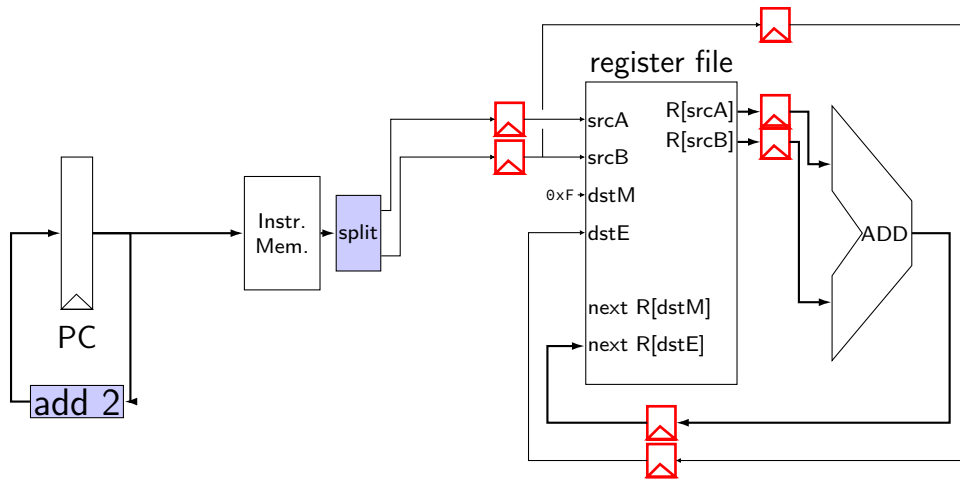 register file
srcA
srcB
0xF
dstM
dstE
next R[dstM]
next R[dstE]
R[srcA]
R[srcB]
ADD
Instr.
Mem.
split
PC
add 2